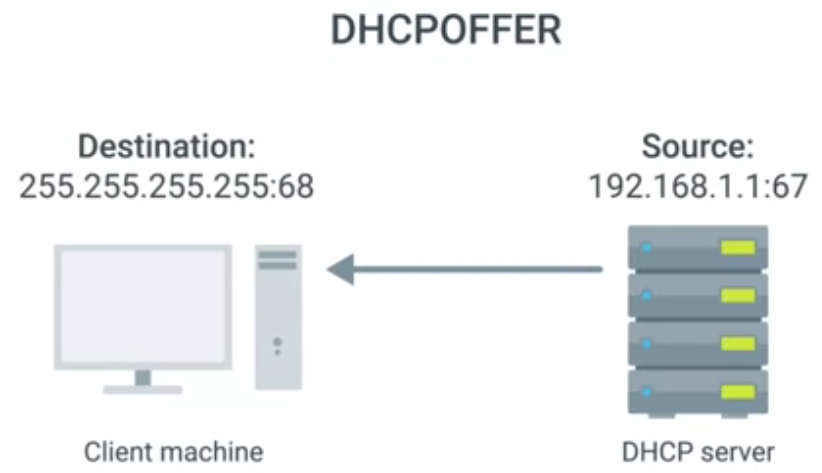 DHCPOFFER
Destination:
255.255.255.255:68
Source:
192.168.1.1:67
Client machine
DHCP server